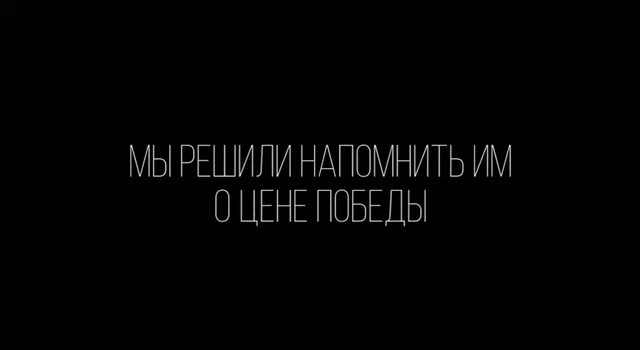 МЫ РЕШИЛИ НАПОМНИТЬ ИМ
О ЦЕНЕ ПОБЕДЫ